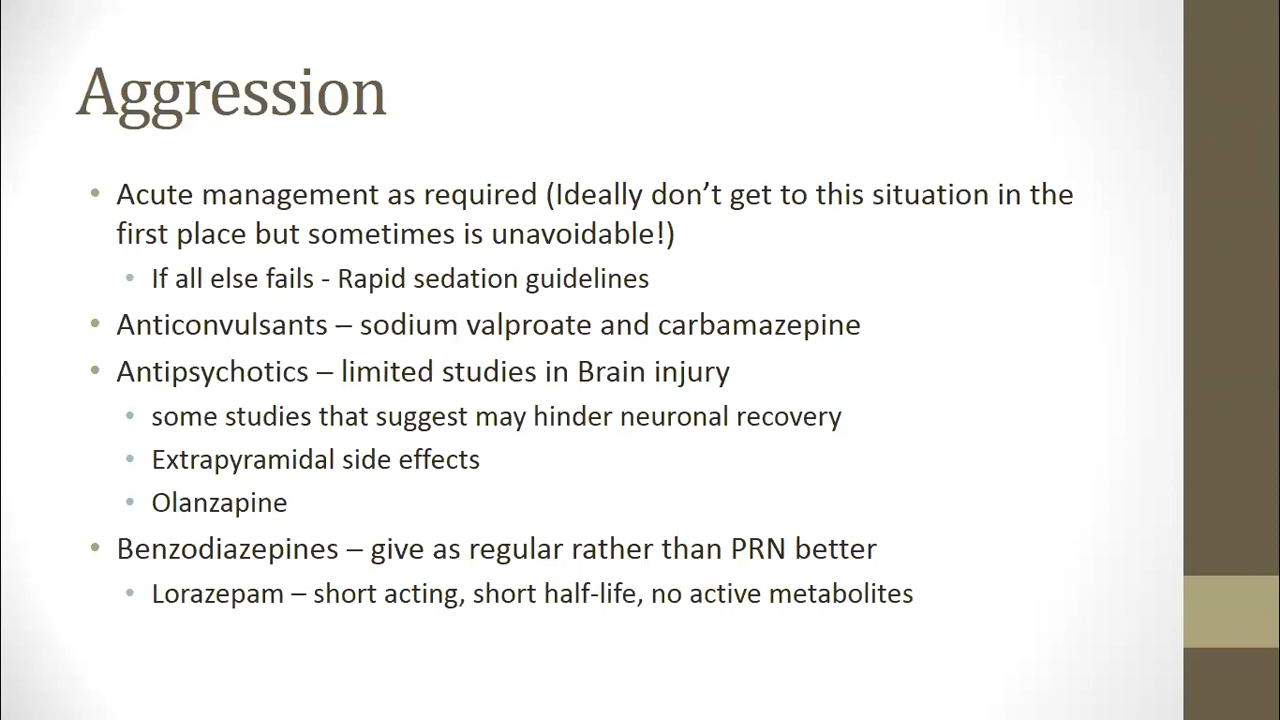 Aggression
• Acute management as required (Ideally don’t get to this situation in the
first place but sometimes is unavoidable!)
• If all else fails - Rapid sedation guidelines
• Anticonvulsants – sodium valproate and carbamazepine
• Antipsychotics – limited studies in Brain injury
• some studies that suggest may hinder neuronal recovery
• Extrapyramidal side effects
• Olanzapine
• Benzodiazepines – give as regular rather than PRN better
• Lorazepam – short acting, short half-life, no active metabolites